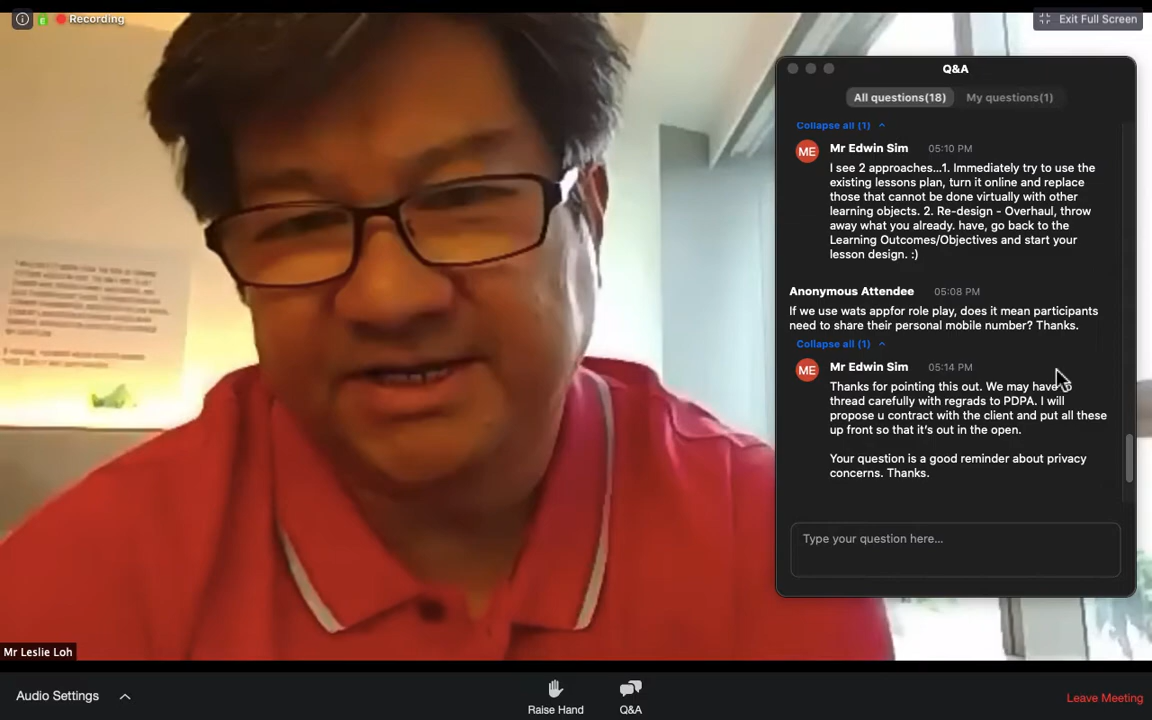 Recording
Exit Full Screen
Q&A
All questions(18)
My questions(1)
Collapse all (1)
ME
Mr Edwin Sim
05:10 PM
I see 2 approaches...1. Immediately try to use the
existing lessons plan, turn it online and replace
those that cannot be done virtually with other
learning objects. 2. Re-design - Overhaul, throw
away what you already. have, go back to the
Learning Outcomes/Objectives and start your
lesson design. :)
Anonymous Attendee
05:08 PM
If we use wats appfor role play, does it mean participants
need to share their personal mobile number? Thanks.
Collapse all (1)
ME
Mr Edwin Sim
05:14 PM
Thanks for pointing this out. We may have
thread carefully with regrads to PDPA. I will
propose u contract with the client and put all these
up front so that it's out in the open.
Your question is a good reminder about privacy
concerns. Thanks.
Type your question here...
Mr Leslie Loh
Audio Settings
Raise Hand
Q&A
Leave Meeting